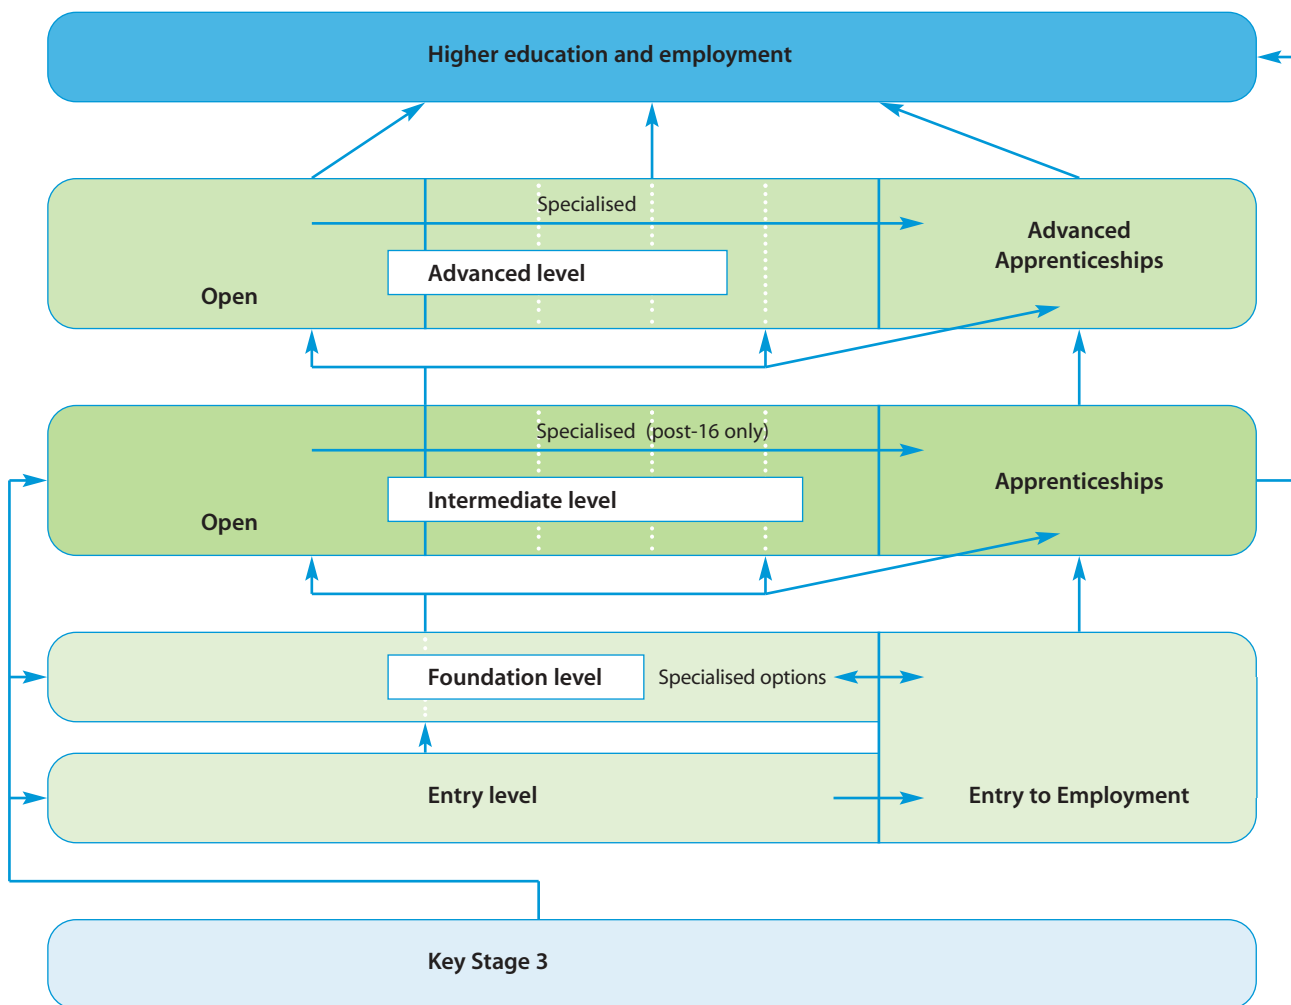 Higher education and employment
Specialised
Advanced
Apprenticeships
Advanced level
Open
Specialised (post-16 only)
Apprenticeships
Intermediate level
Open
Foundation level
Specialised options
Entry level
Entry to Employment
Key Stage 3